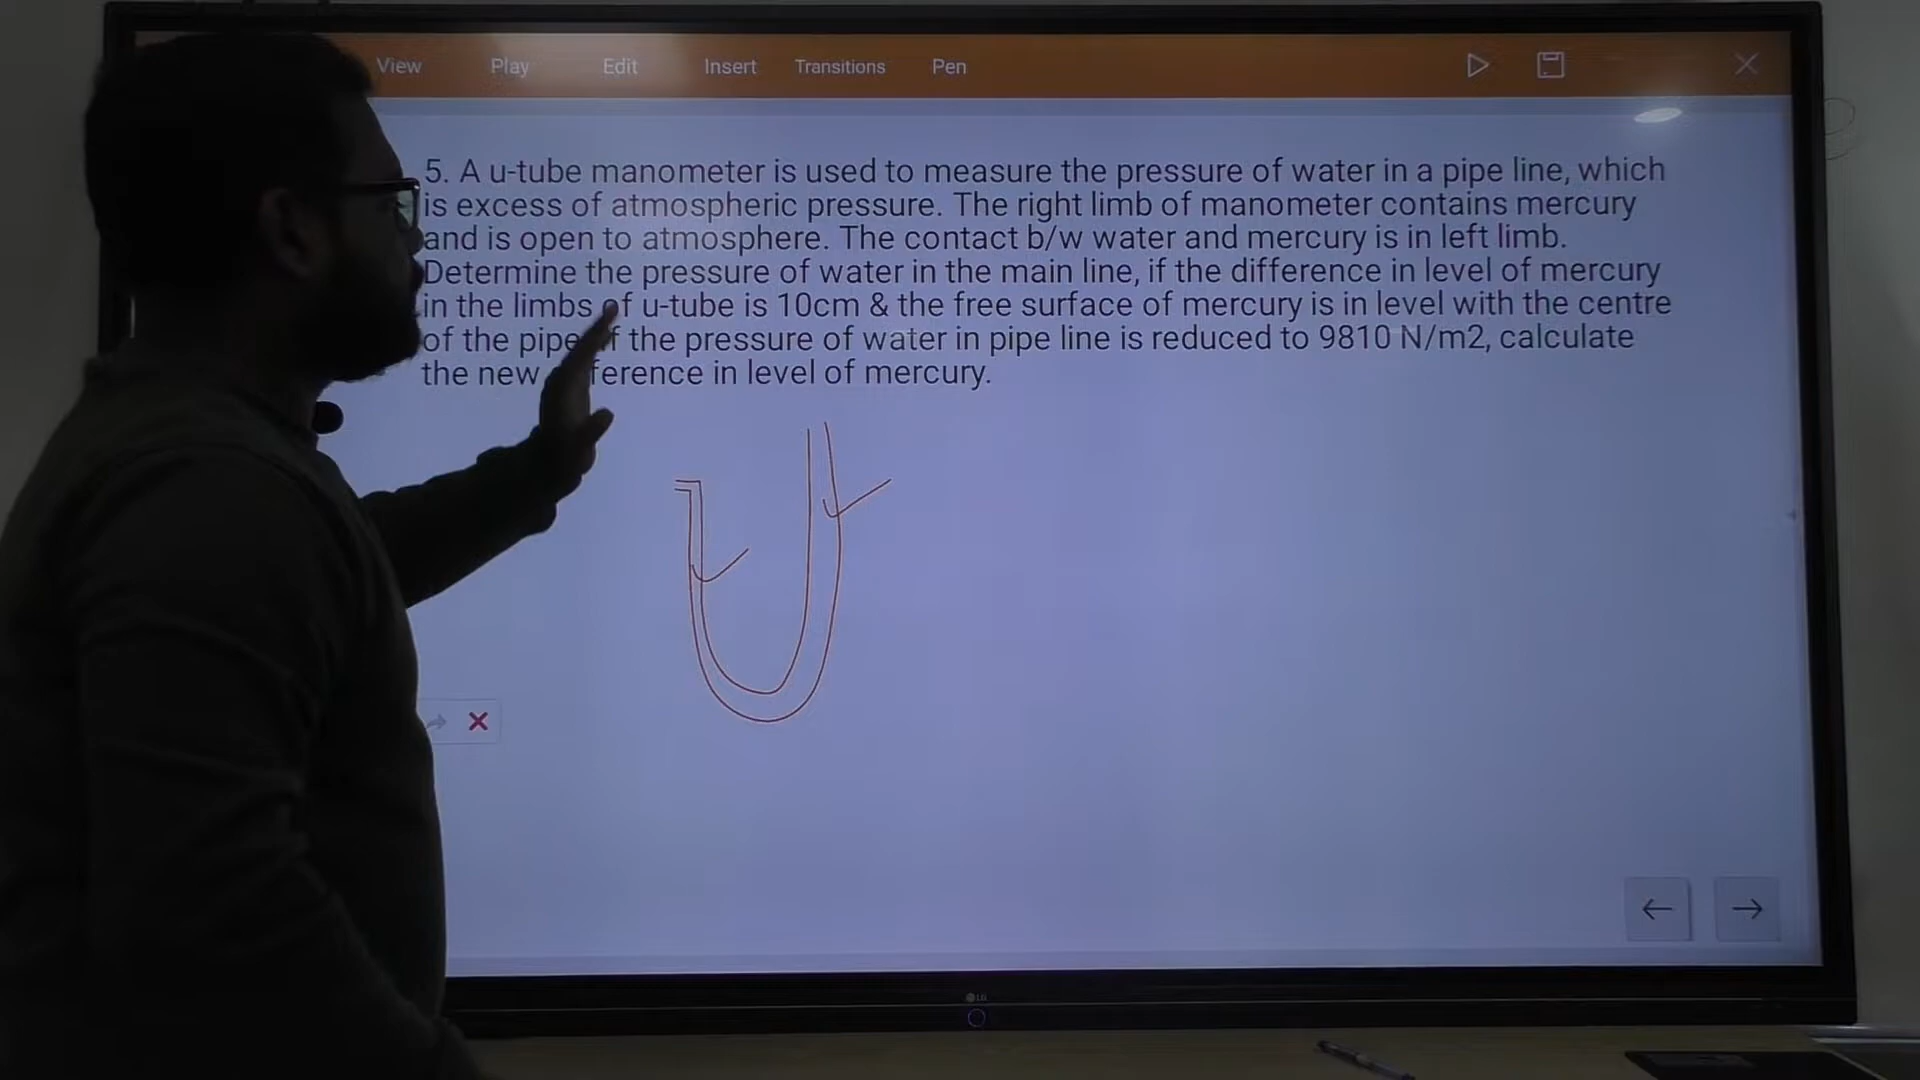 View Play Edit Insert Transitions Pen
5. A u-tube manometer is used to measure the pressure of water in a pipe line, which
is excess of atmospheric pressure. The right limb of manometer contains mercury
and is open to atmosphere. The contact b/w water and mercury is in left limb.
Determine the pressure of water in the main line, if the difference in level of mercury
in the limbs of u-tube is 10cm & the free surface of mercury is in level with the centre
of the pipe. If the pressure of water in pipe line is reduced to 9810 N/m2, calculate
the new difference in level of mercury.
LG